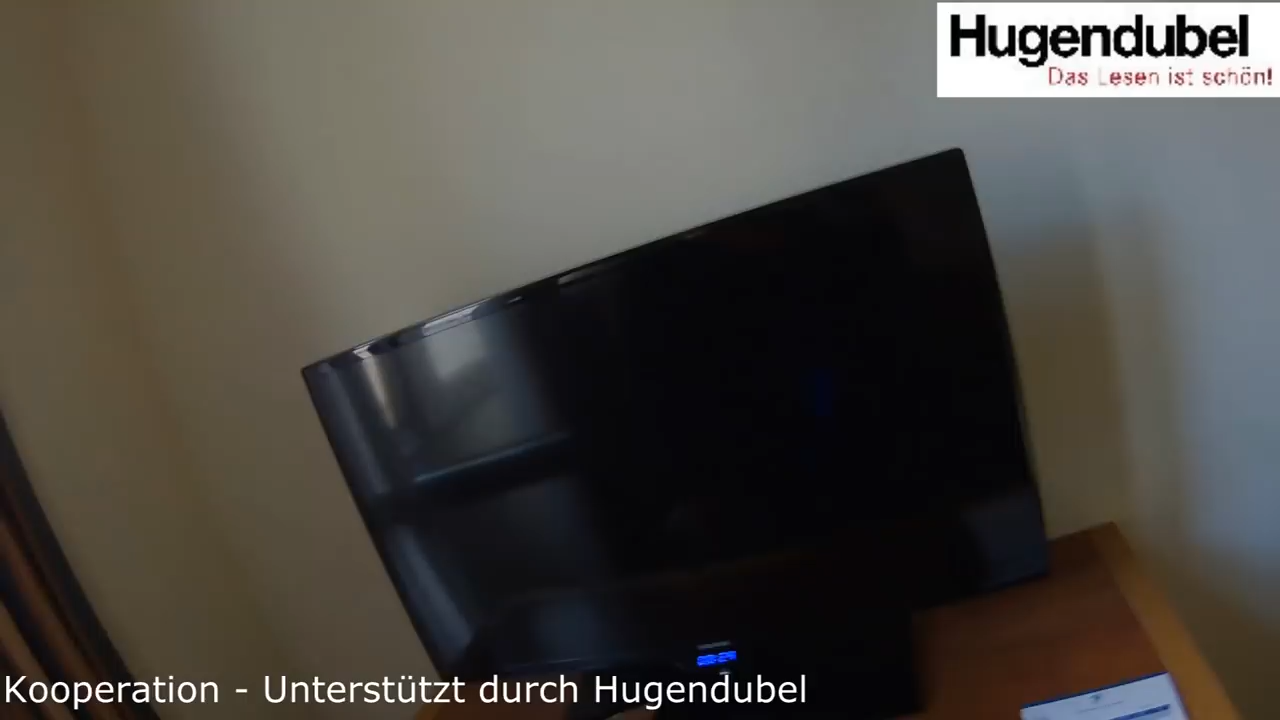 Hugendubel
Das Lesen ist schön!
Kooperation - Unterstützt durch Hugendubel